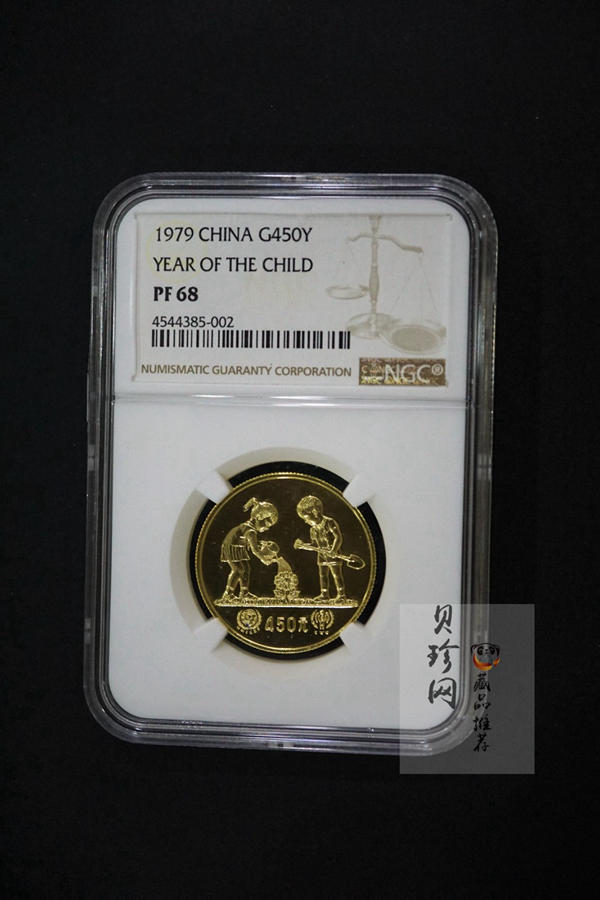 1979 CHINA G450Y
YEAR OF THE CHILD
PF 68
4544385-002
NUMISMATIC GUARANTY CORPORATION
NGC®
450元
贝珍网
藏品推荐